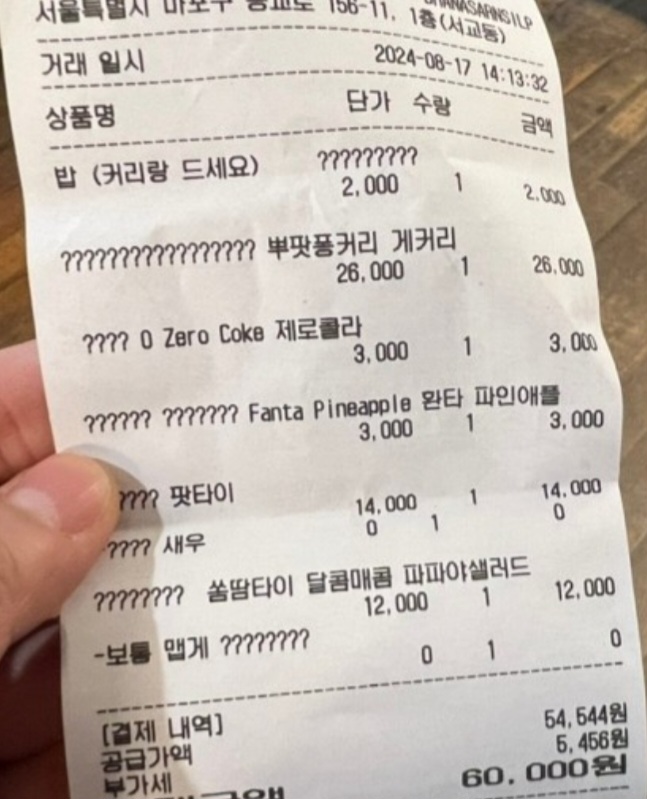 서울특별시 마포구 동교로 156-11, 1층(서교동)
거래 일시 2024-08-17 14:13:32
상품명 단가 수량 금액
밥 (커리랑 드세요) ?????????
2,000 1 2,000
????????????????? 뿌팟퐁커리 게커리
26,000 1 26,000
???? 0 Zero Coke 제로콜라
3,000 1 3,000
?????? ??????? Fanta Pineapple 환타 파인애플
3,000 1 3,000
???? 팟타이
14,000 1 14,000
-???? 새우 0 1 0
???????? 쏨땀타이 달콤매콤 파파야샐러드
12,000 1 12,000
-보통 맵게 ????????
0 1 0
[결제 내역]
공급가액 54,544원
부가세 5,456원
60,000원